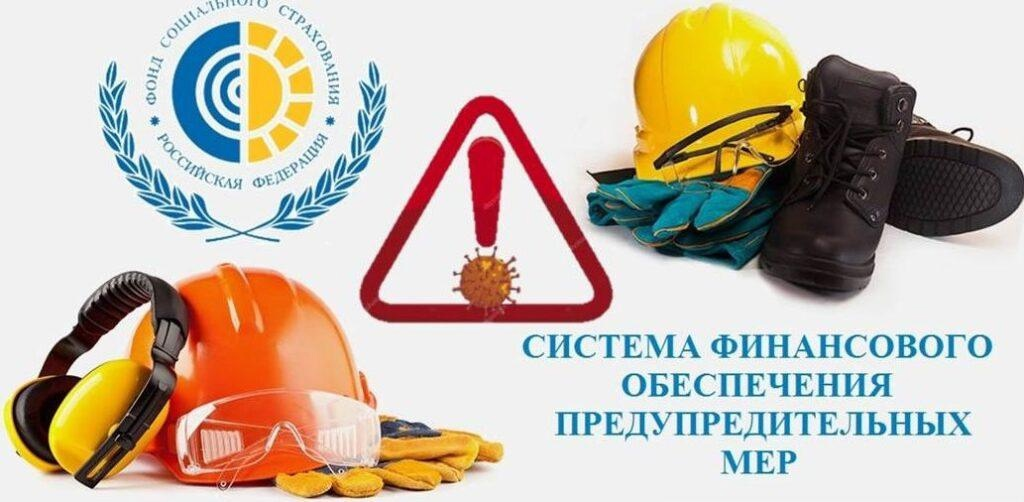 ФОНД СОЦИАЛЬНОГО СТРАХОВАНИЯ
РОССИЙСКАЯ ФЕДЕРАЦИЯ
СИСТЕМА ФИНАНСОВОГО
ОБЕСПЕЧЕНИЯ
ПРЕДУПРЕДИТЕЛЬНЫХ
МЕР